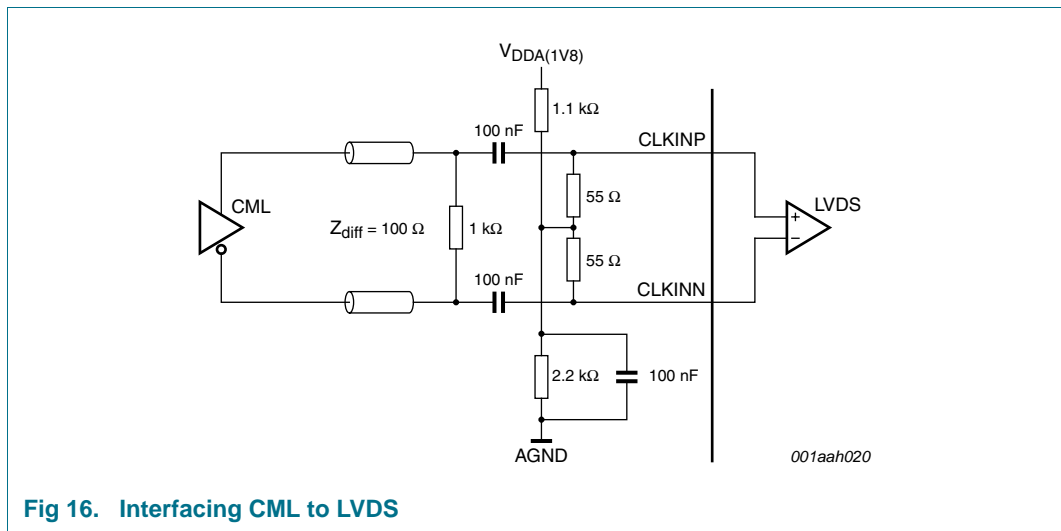 VDDA(1V8)
1.1 kΩ
100 nF
CLKINP
CML
55 Ω
LVDS
+
−
Zdiff = 100 Ω
1 kΩ
55 Ω
100 nF
CLKINN
2.2 kΩ
100 nF
AGND
001aah020
Fig 16. Interfacing CML to LVDS